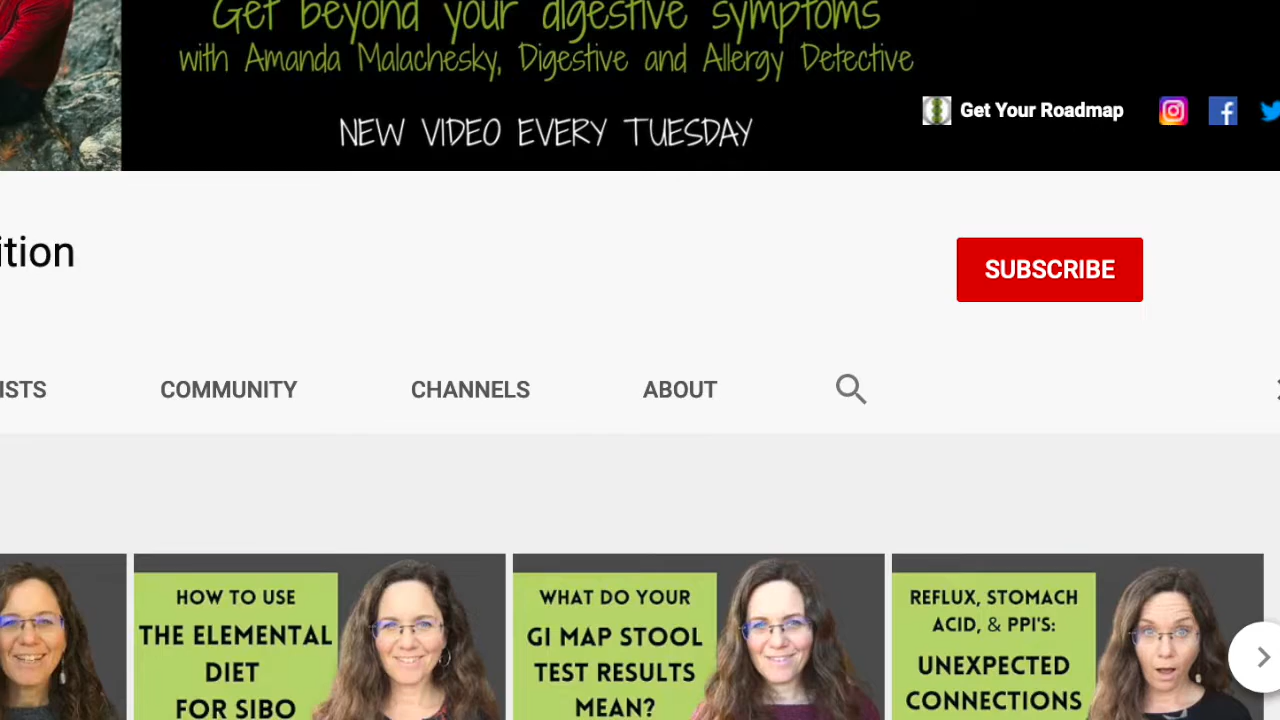 Get beyond your digestive symptoms
with Amanda Malachesky, Digestive and Allergy Detective
Get Your Roadmap
NEW VIDEO EVERY TUESDAY
ition
SUBSCRIBE
ISTS COMMUNITY CHANNELS ABOUT
HOW TO USE
THE ELEMENTAL
DIET
FOR SIBO
WHAT DO YOUR
GI MAP STOOL
TEST RESULTS
MEAN?
REFLUX, STOMACH
ACID, & PPI'S:
UNEXPECTED
CONNECTIONS